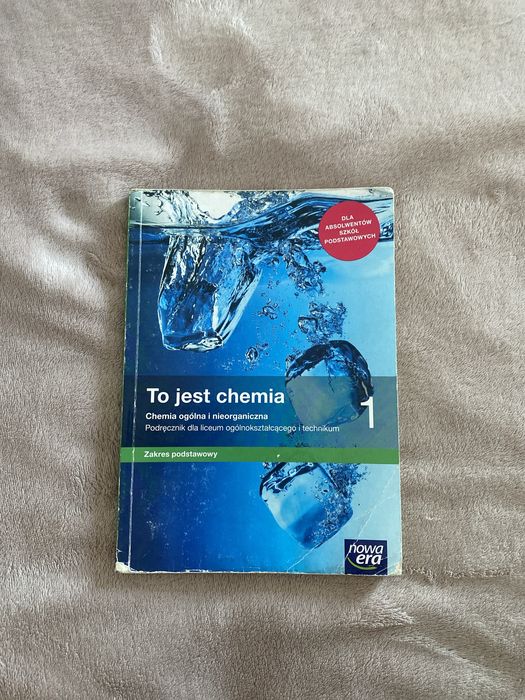 DLA
ABSOLWENTÓW
SZKÓŁ
PODSTAWOWYCH
To jest chemia
1
Chemia ogólna i nieorganiczna
Podręcznik dla liceum ogólnokształcącego i technikum
Zakres podstawowy
nowa
era